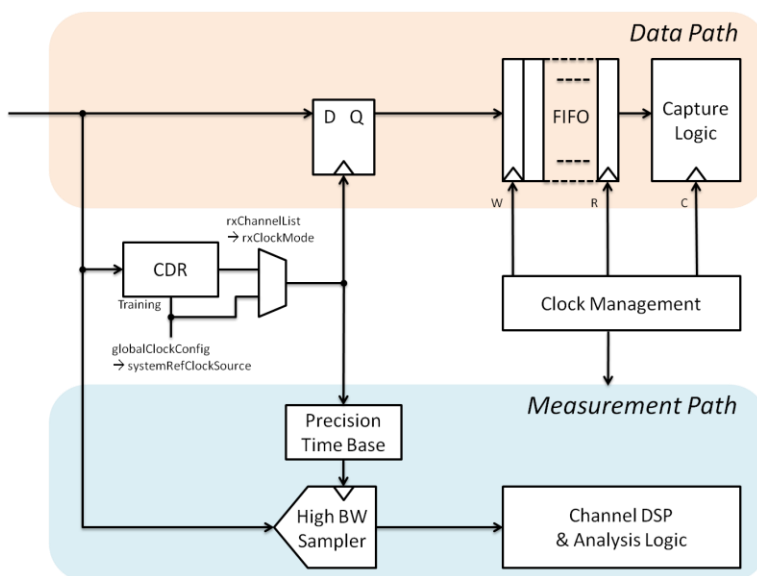 Data Path
D Q
FIFO
Capture
Logic
W
R
C
rxChannelList
→ rxClockMode
CDR
Training
Clock Management
globalClockConfig
→ systemRefClockSource
Measurement Path
Precision
Time Base
High BW
Sampler
Channel DSP
& Analysis Logic